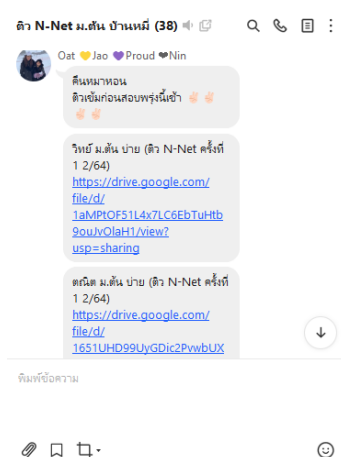 ติว N-Net ม.ต้น บ้านหมี่ (38)
Oat 💛Jao 💜Proud ❤Nin
คืนหมาหอน
ติวเข้มก่อนสอบพรุ่งนี้เช้า ✌🏻✌🏻
✌🏻✌🏻
วิทย์ ม.ต้น บ่าย (ติว N-Net ครั้งที่
1 2/64)
https://drive.google.com/
file/d/
1aMPtOF51L4x7LC6EbTuHtb
9ouJvOlaH1/view?
usp=sharing
คณิต ม.ต้น บ่าย (ติว N-Net ครั้งที่
1 2/64)
https://drive.google.com/
file/d/
1651UHD99UyGDic2PvwbUX
พิมพ์ข้อความ